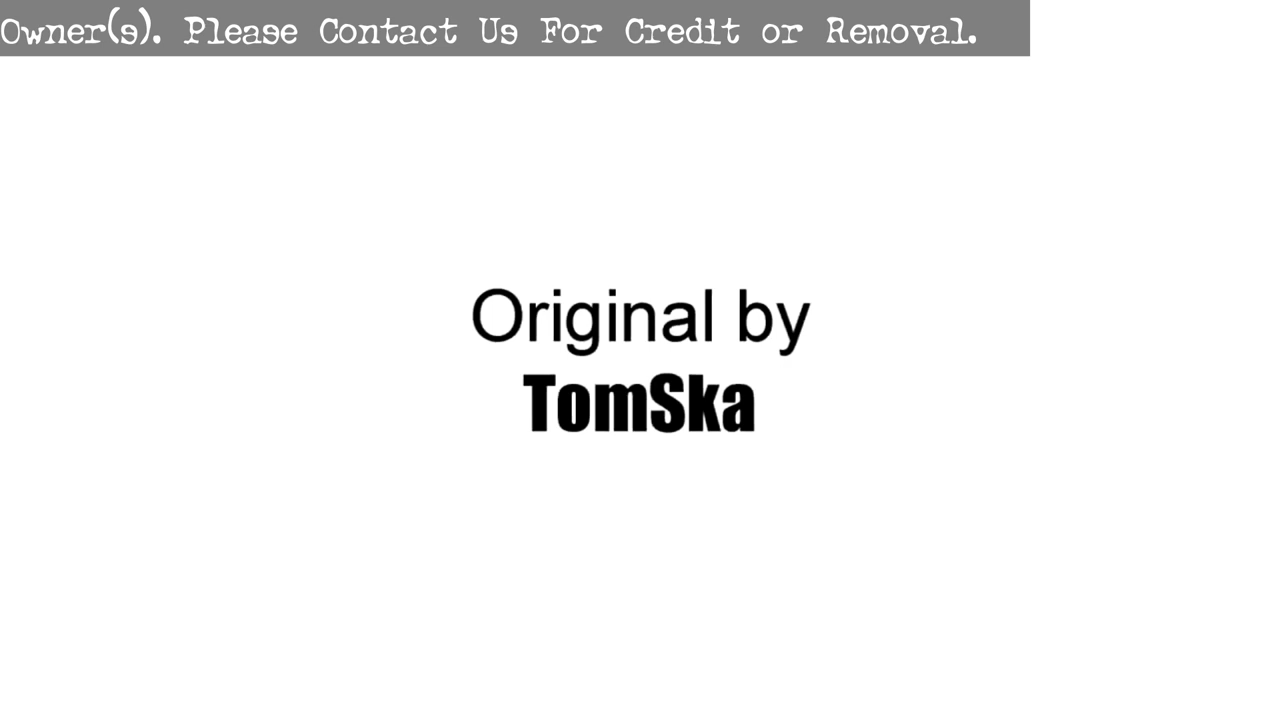 Owner(s). Please Contact Us For Credit or Removal.
Original by
TomSka